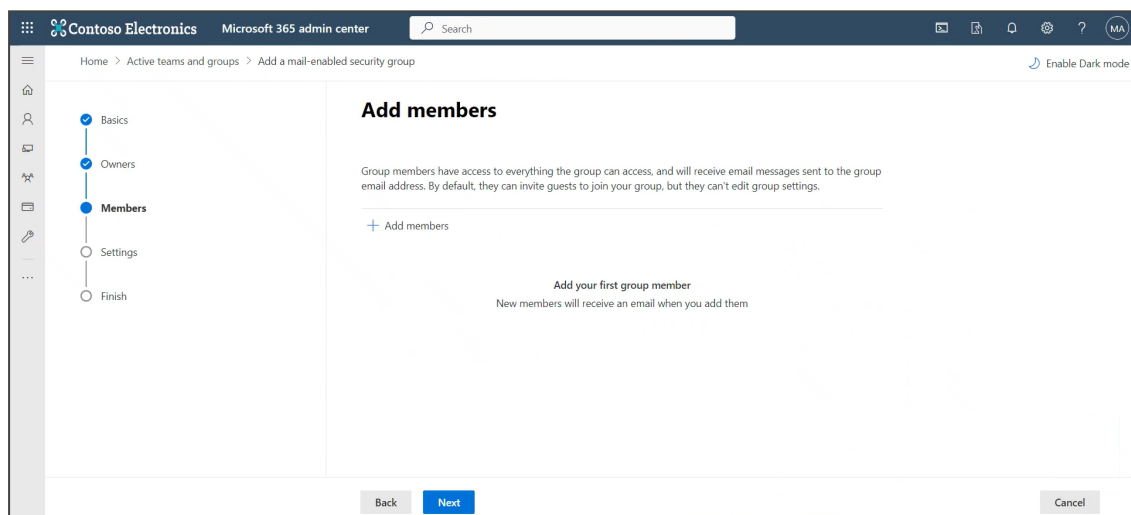 Contoso Electronics Microsoft 365 admin center Search ? MA
Home > Active teams and groups > Add a mail-enabled security group Enable Dark mode
Basics
Owners
Members
Settings
Finish
Add members
Group members have access to everything the group can access, and will receive email messages sent to the group
email address. By default, they can invite guests to join your group, but they can't edit group settings.
+ Add members
Add your first group member
New members will receive an email when you add them
Back Next Cancel